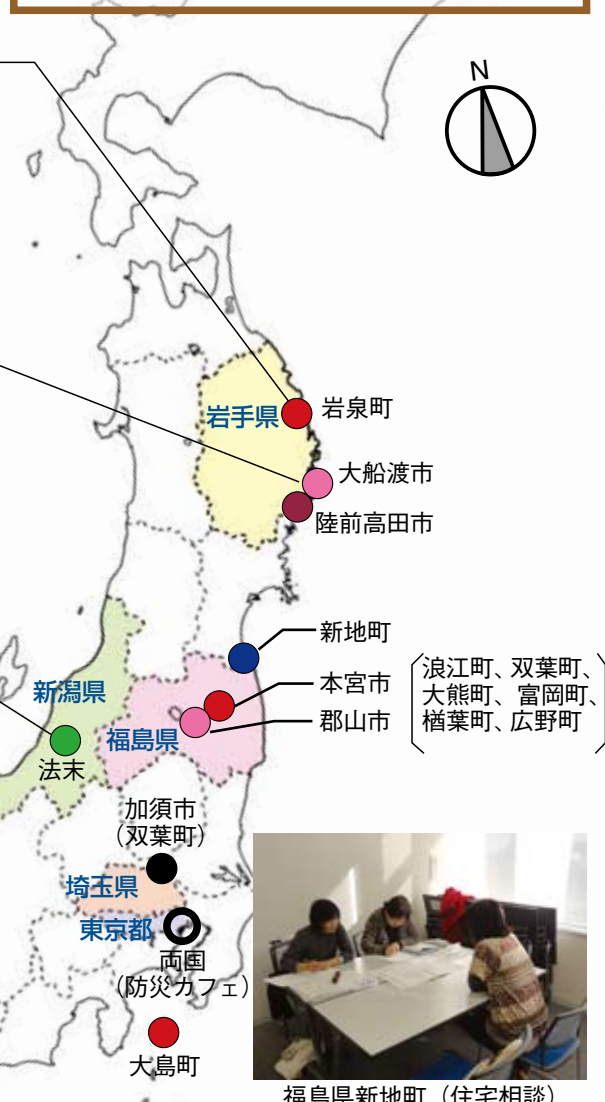 N
岩手県
岩泉町
大船渡市
陸前高田市
新地町
本宮市
郡山市
浪江町、双葉町、
大熊町、富岡町、
楢葉町、広野町
新潟県
法末
福島県
加須市
（双葉町）
埼玉県
東京都
両国
（防災カフェ）
大島町
福島県新地町（住宅相談）